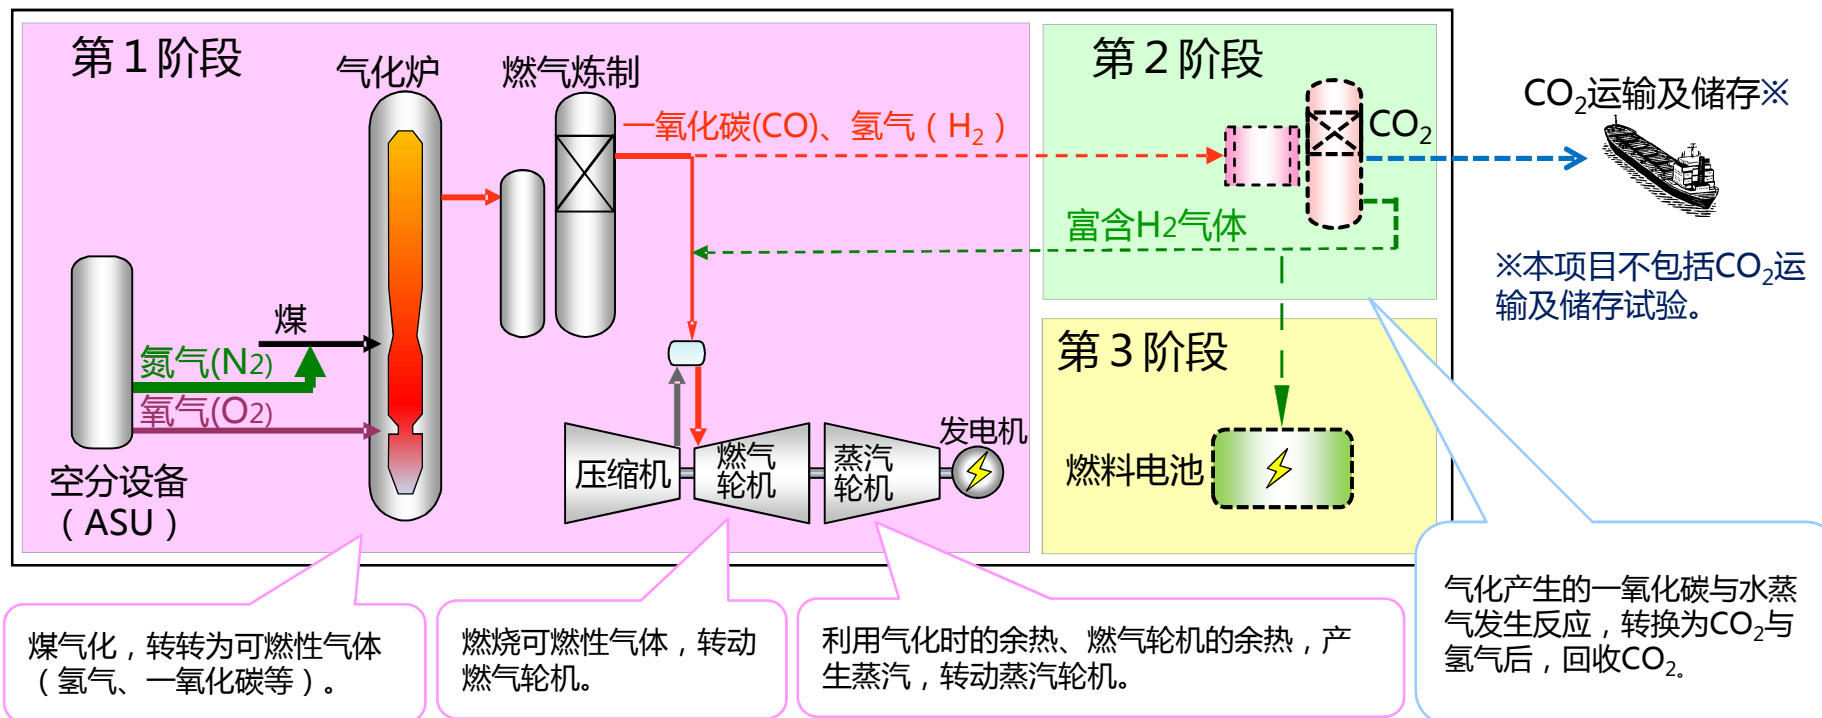 第1阶段
气化炉
燃气炼制
一氧化碳(CO)、氢气（H2）
煤
氮气(N2)
氧气(O2)
空分设备
（ASU）
压缩机
燃气
轮机
蒸汽
轮机
发电机
第2阶段
CO2
富含H2气体
第3阶段
燃料电池
CO2运输及储存※
※本项目不包括CO2运
输及储存试验。
煤气化，转转为可燃性气体
（氢气、一氧化碳等）。
燃烧可燃性气体，转动
燃气轮机。
利用气化时的余热、燃气轮机的余热，产
生蒸汽，转动蒸汽轮机。
气化产生的一氧化碳与水蒸
气发生反应，转换为CO2与
氢气后，回收CO2。